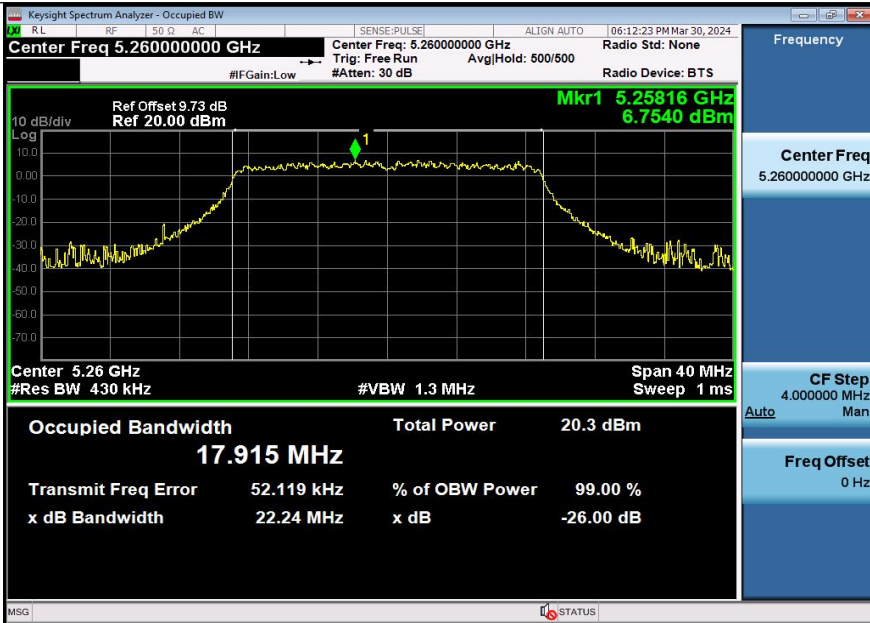 Keysight Spectrum Analyzer - Occupied BW
LXI RL RF 50 Ω AC SENSE:PULSE ALIGN AUTO 06:12:23 PM Mar 30, 2024
Center Freq 5.260000000 GHz
Center Freq: 5.260000000 GHz
Radio Std: None
Trig: Free Run Avg|Hold: 500/500
#IFGain:Low #Atten: 30 dB Radio Device: BTS
Frequency
Ref Offset 9.73 dB
Mkr1 5.25816 GHz
10 dB/div Ref 20.00 dBm
6.7540 dBm
Log
1
10.0
0.00
-10.0
-20.0
-30.0
-40.0
-50.0
-60.0
-70.0
Center 5.26 GHz Span 40 MHz
#Res BW 430 kHz #VBW 1.3 MHz Sweep 1 ms
Occupied Bandwidth
17.915 MHz
Total Power 20.3 dBm
Transmit Freq Error 52.119 kHz % of OBW Power 99.00 %
x dB Bandwidth 22.24 MHz x dB -26.00 dB
Center Freq
5.260000000 GHz
CF Step
4.000000 MHz
Auto Man
Freq Offset
0 Hz
MSG STATUS